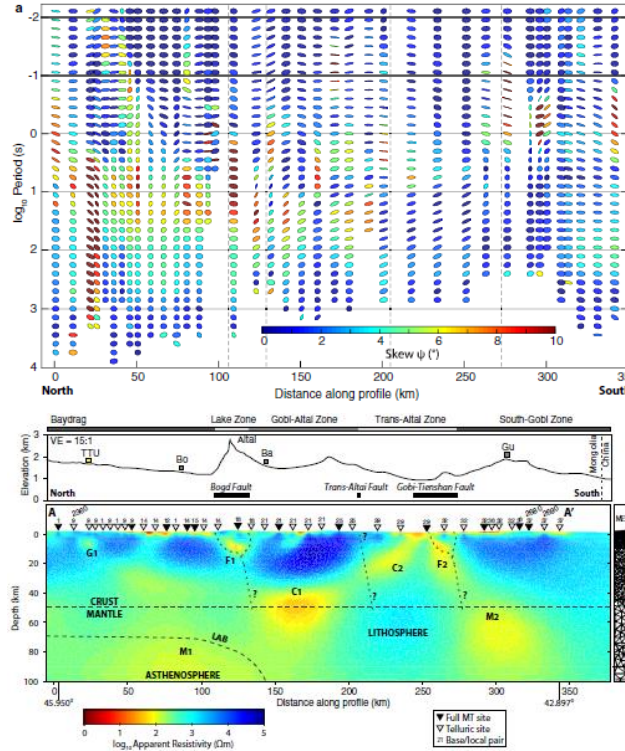 a
-2
-1
0
1
2
3
4
log₁₀ Period (s)
0 2 4 6 8 10
Skew ψ (°)
0 50 100 150 200 250 300
North Distance along profile (km) South
Baydrag Lake Zone Gobi-Altai Zone Trans-Altai Zone South-Gobi Zone
VE = 15:1
Elevation (km)
3
2
1
0
TTU Bo Altai Ba Gu
Mongolia
China
North Bogd Fault Trans-Altai Fault Gobi-Tienshan Fault South
A A'
Depth (km)
0
20
40
60
80
100
G1 F1 C1 C2 F2
? ? ? ?
CRUST
MANTLE
LAB
M1
ASTHENOSPHERE
LITHOSPHERE
M2
0 50 100 150 200 250 300 350
45.950°
Distance along profile (km)
42.897°
0 1 2 3 4 5
log₁₀ Apparent Resistivity (Ωm)
Full MT site
Telluric site
Base/local pair